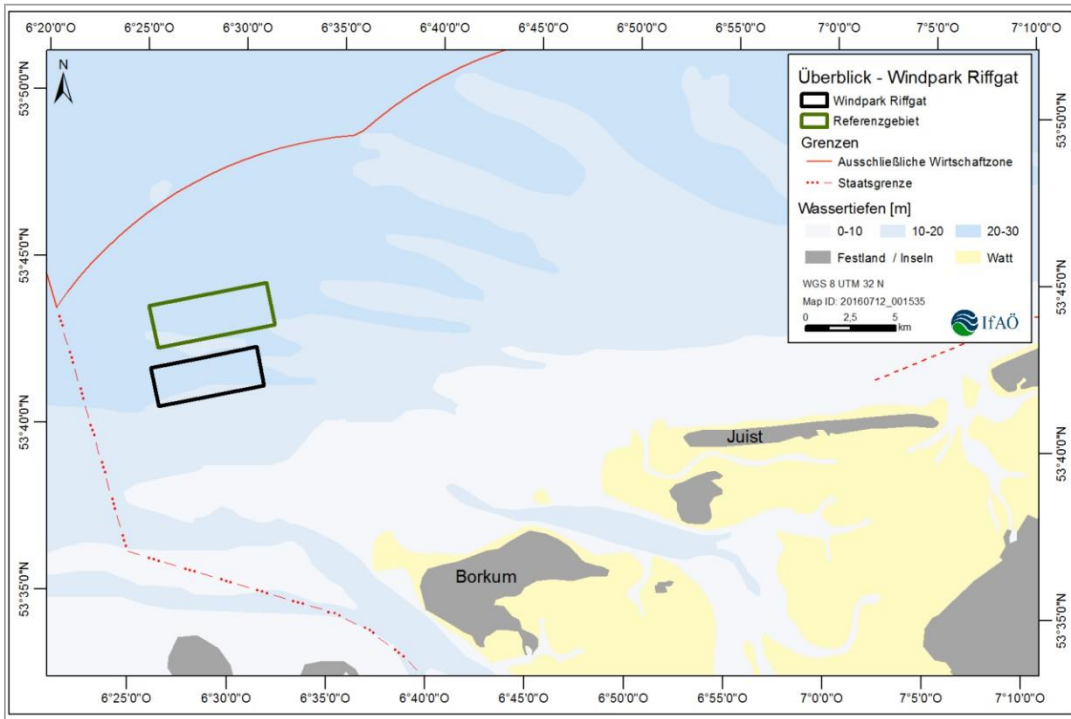 6°20'0"O 6°25'0"O 6°30'0"O 6°35'0"O 6°40'0"O 6°45'0"O 6°50'0"O 6°55'0"O 7°0'0"O 7°5'0"O 7°10'0"O
N
53°50'0"N
53°45'0"N
53°40'0"N
53°35'0"N
Überblick - Windpark Riffgat
Windpark Riffgat
Referenzgebiet
Grenzen
Ausschließliche Wirtschaftzone
Staatsgrenze
Wassertiefen [m]
0-10 10-20 20-30
Festland / Inseln Watt
WGS 8 UTM 32 N
Map ID: 20160712_001535
0 2,5 5
km
IfAÖ
Juist
Borkum
53°50'0"N
53°45'0"N
53°40'0"N
53°35'0"N
6°25'0"O 6°30'0"O 6°35'0"O 6°40'0"O 6°45'0"O 6°50'0"O 6°55'0"O 7°0'0"O 7°5'0"O 7°10'0"O